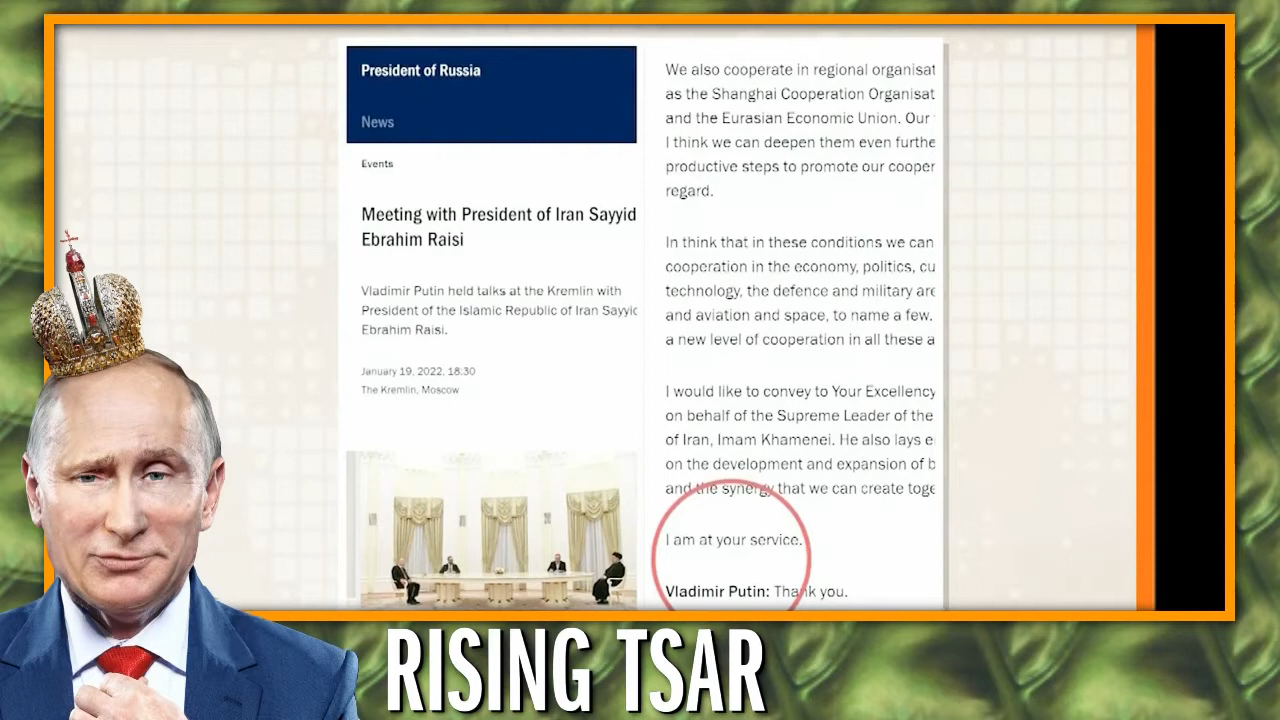 President of Russia
News
Events
Meeting with President of Iran Sayyid
Ebrahim Raisi
Vladimir Putin held talks at the Kremlin with
President of the Islamic Republic of Iran Sayyid
Ebrahim Raisi.
January 19, 2022, 18:30
The Kremlin, Moscow
We also cooperate in regional organisat
as the Shanghai Cooperation Organisat
and the Eurasian Economic Union. Our
I think we can deepen them even furthe
productive steps to promote our cooper
regard.
In think that in these conditions we can
cooperation in the economy, politics, cu
technology, the defence and military are
and aviation and space, to name a few.
a new level of cooperation in all these a
I would like to convey to Your Excellency
on behalf of the Supreme Leader of the
of Iran, Imam Khamenei. He also lays e
on the development and expansion of b
and the synergy that we can create toge
I am at your service.
Vladimir Putin: Thank you.
RISING TSAR